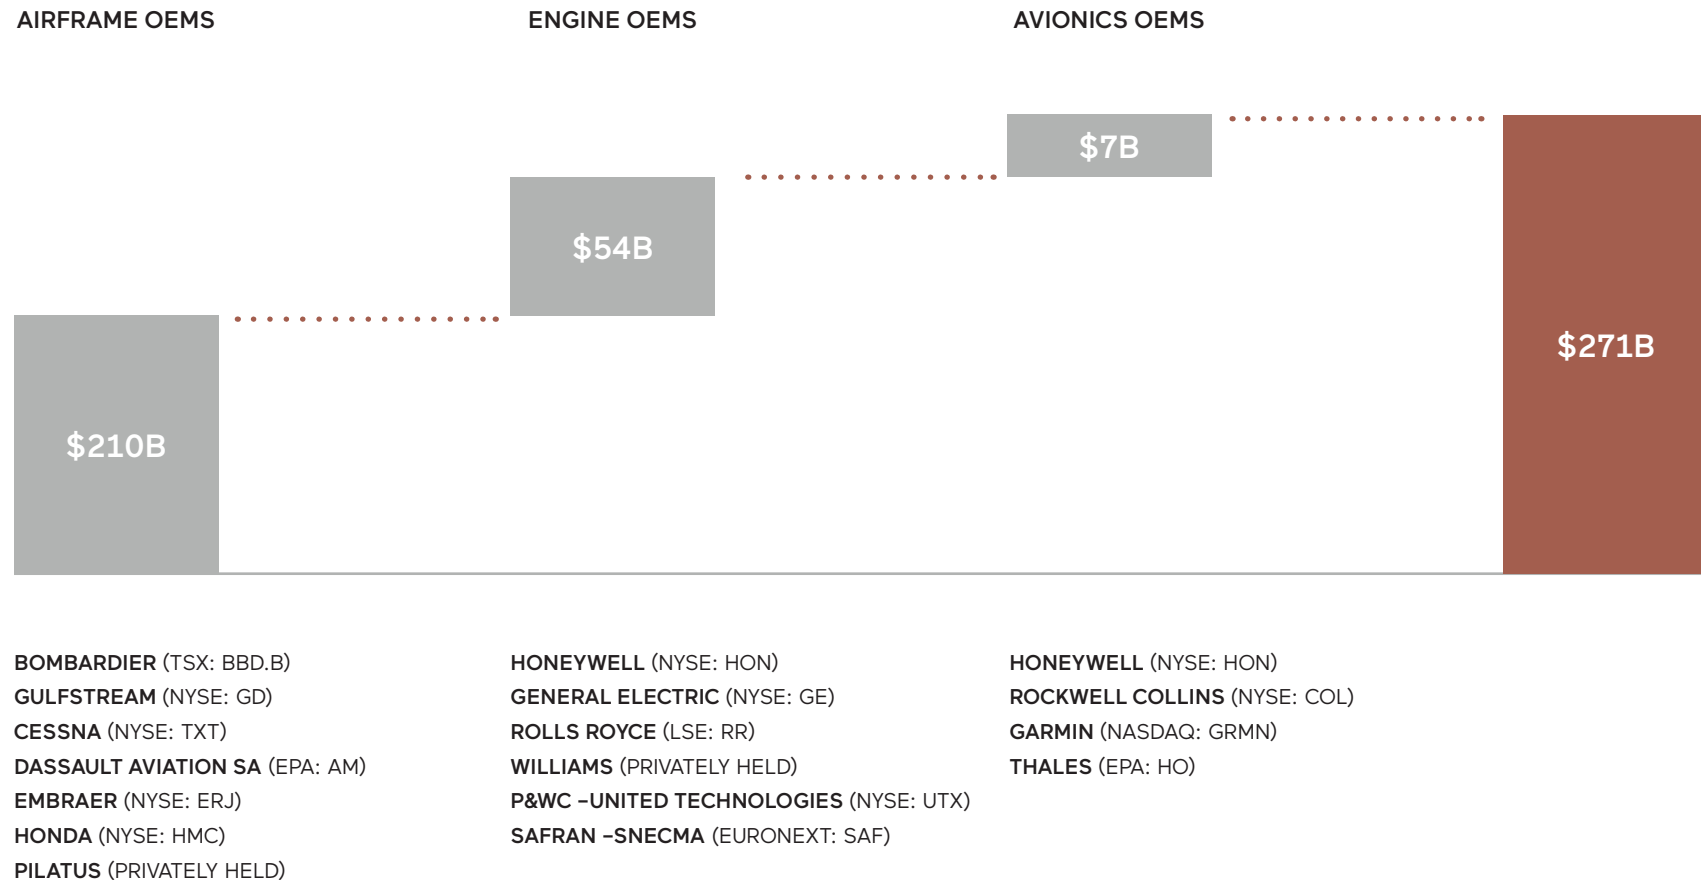 AIRFRAME OEMS
ENGINE OEMS
AVIONICS OEMS
$7B
$54B
$271B
$210B
BOMBARDIER (TSX: BBD.B)
GULFSTREAM (NYSE: GD)
CESSNA (NYSE: TXT)
DASSAULT AVIATION SA (EPA: AM)
EMBRAER (NYSE: ERJ)
HONDA (NYSE: HMC)
PILATUS (PRIVATELY HELD)
HONEYWELL (NYSE: HON)
GENERAL ELECTRIC (NYSE: GE)
ROLLS ROYCE (LSE: RR)
WILLIAMS (PRIVATELY HELD)
P&WC –UNITED TECHNOLOGIES (NYSE: UTX)
SAFRAN –SNECMA (EURONEXT: SAF)
HONEYWELL (NYSE: HON)
ROCKWELL COLLINS (NYSE: COL)
GARMIN (NASDAQ: GRMN)
THALES (EPA: HO)